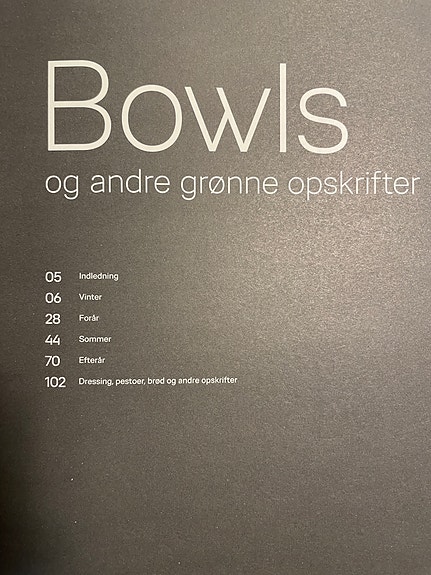 Bowls
og andre grønne opskrifter
05 Indledning
06 Vinter
28 Forår
44 Sommer
70 Efterår
102 Dressing, pestoer, brød og andre opskrifter